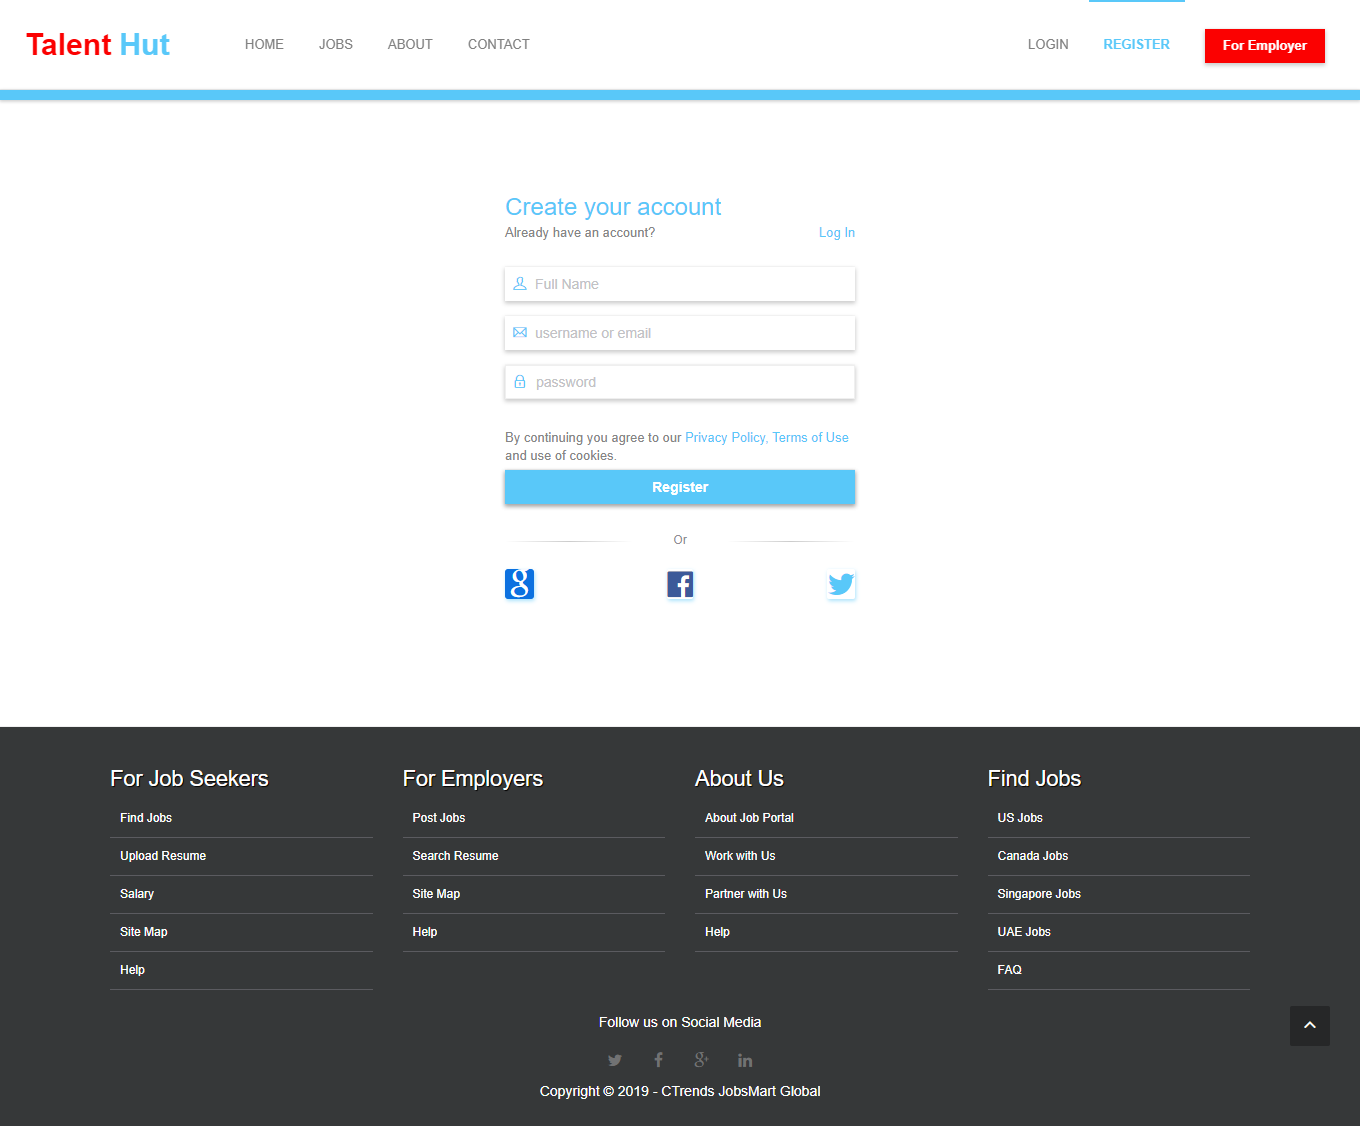 Talent Hut
HOME
JOBS
ABOUT
CONTACT
LOGIN
REGISTER
For Employer
Create your account
Already have an account?
Log In
Full Name
username or email
password
By continuing you agree to our Privacy Policy, Terms of Use
and use of cookies.
Register
Or
For Job Seekers
Find Jobs
Upload Resume
Salary
Site Map
Help
For Employers
Post Jobs
Search Resume
Site Map
Help
About Us
About Job Portal
Work with Us
Partner with Us
Help
Find Jobs
US Jobs
Canada Jobs
Singapore Jobs
UAE Jobs
FAQ
Follow us on Social Media
Copyright © 2019 - CTrends JobsMart Global